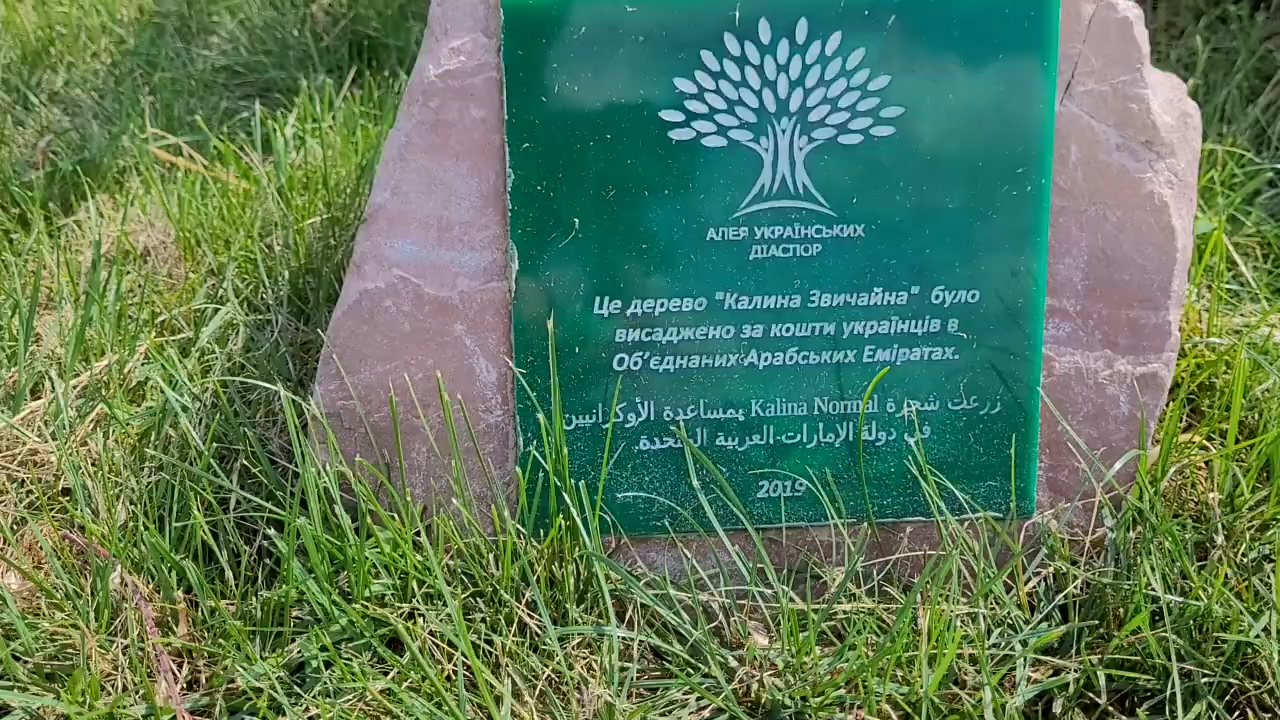 АЛЕЯ УКРАЇНСЬКИХ
ДІАСПОР
Це дерево "Калина Звичайна" було
висаджено за кошти українців в
Об’єднаних Арабських Еміратах.
زرعت شجرة Kalina Normal بمساعدة الأوكرانيين
في دولة الإمارات العربية المتحدة.
2019